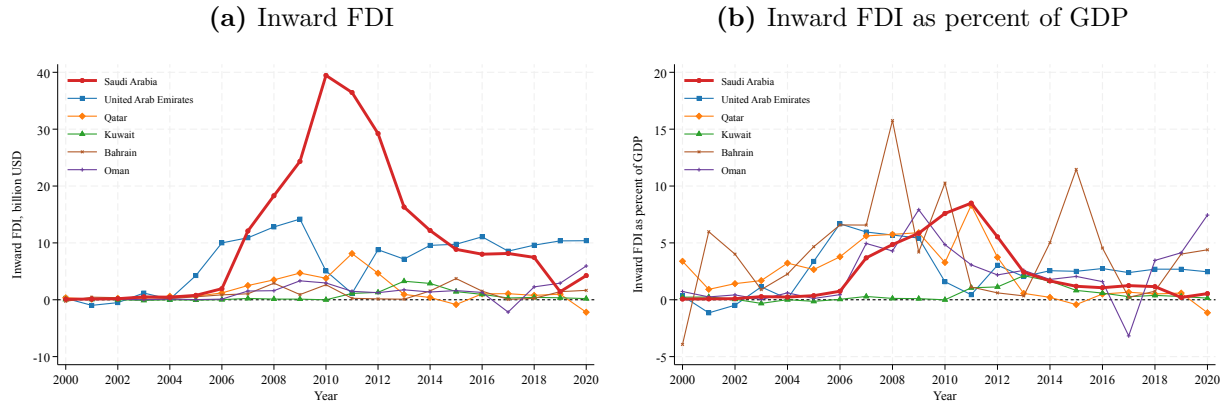 (a) Inward FDI
Inward FDI, billion USD
40
30
20
10
0
-10
Saudi Arabia
United Arab Emirates
Qatar
Kuwait
Bahrain
Oman
2000 2002 2004 2006 2008 2010 2012 2014 2016 2018 2020
Year
(b) Inward FDI as percent of GDP
Inward FDI as percent of GDP
20
15
10
5
0
-5
Saudi Arabia
United Arab Emirates
Qatar
Kuwait
Bahrain
Oman
2000 2002 2004 2006 2008 2010 2012 2014 2016 2018 2020
Year